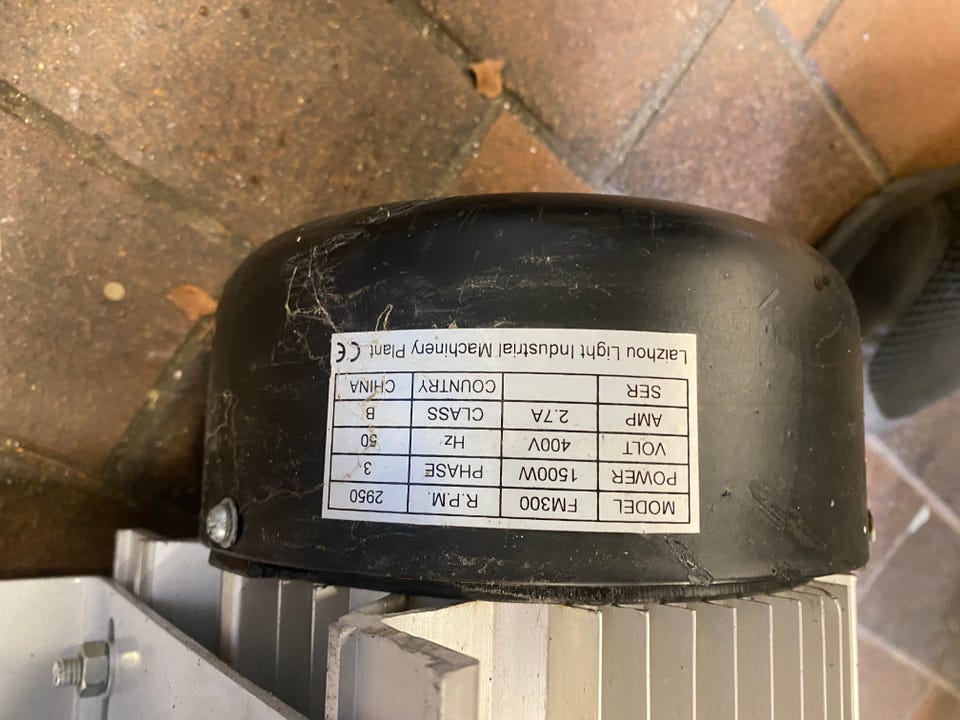 MODEL FM300 R.P.M. 2950
POWER 1500W PHASE 3
VOLT 400V Hz 50
AMP 2.7A CLASS B
SER COUNTRY CHINA
Laizhou Light Industrial Machinery Plant CE